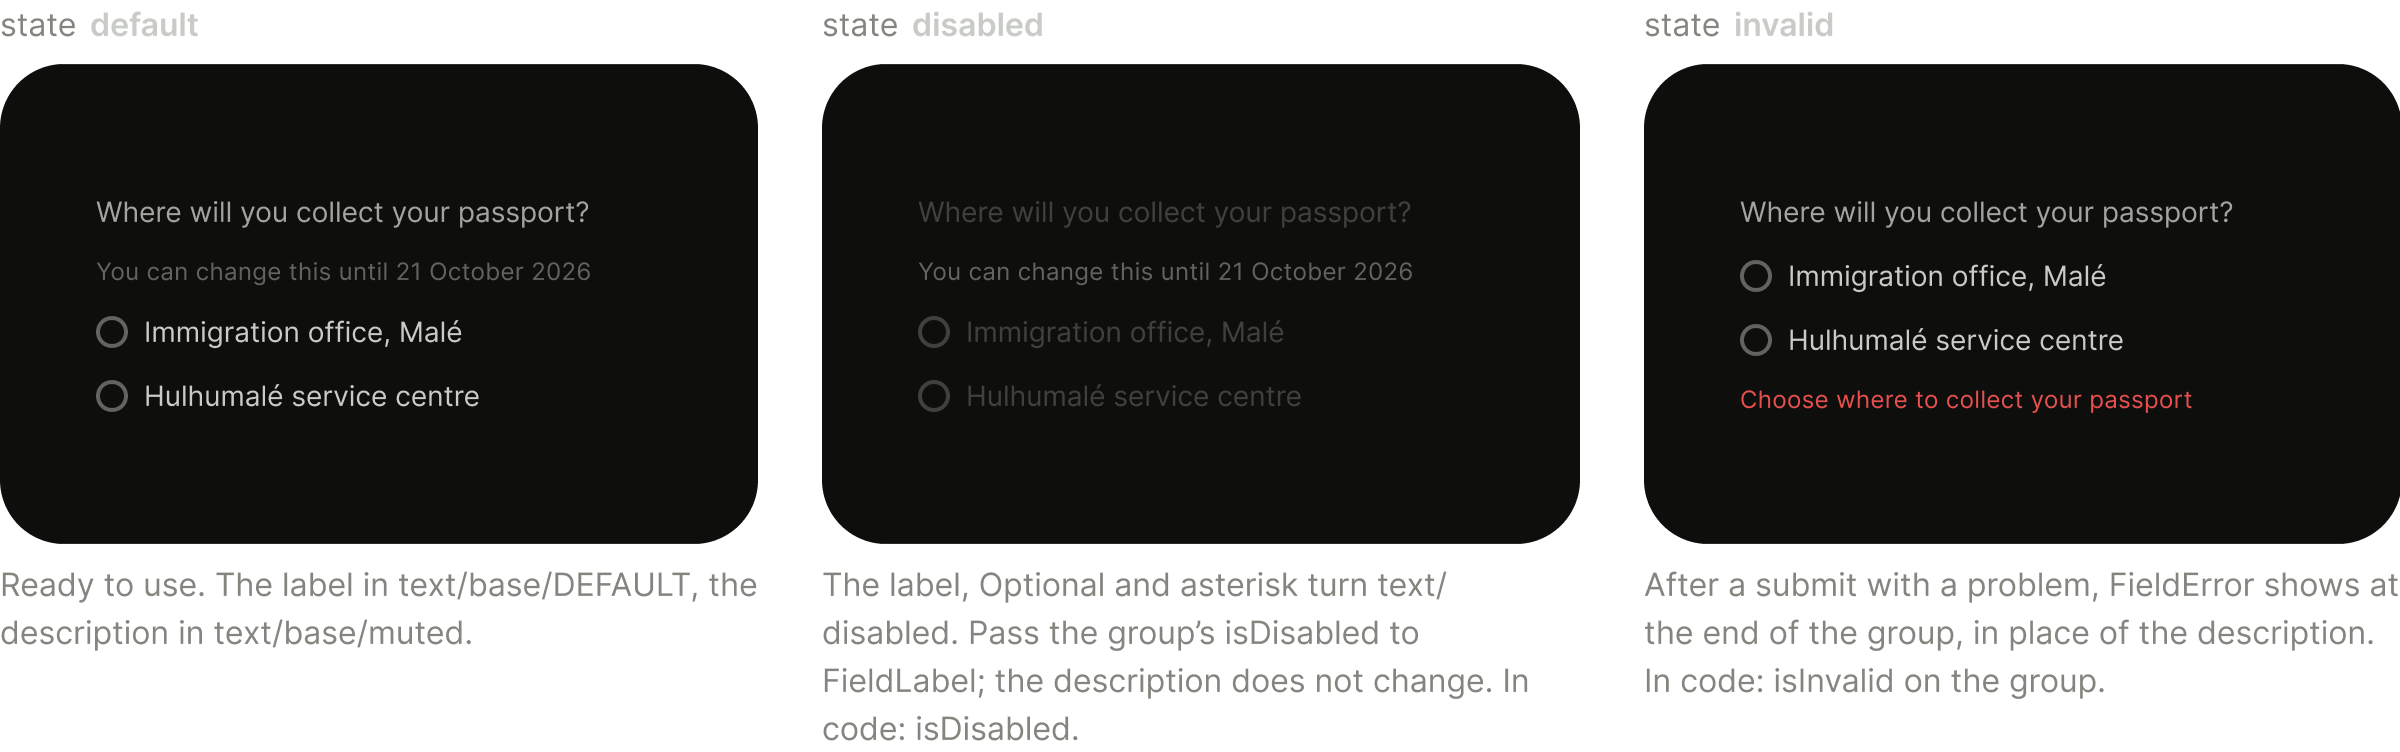 state default
Where will you collect your passport?
You can change this until 21 October 2026
Immigration office, Malé
Hulhumalé service centre
Ready to use. The label in text/base/DEFAULT, the
description in text/base/muted.
state disabled
Where will you collect your passport?
You can change this until 21 October 2026
Immigration office, Malé
Hulhumalé service centre
The label, Optional and asterisk turn text/
disabled. Pass the group’s isDisabled to
FieldLabel; the description does not change. In
code: isDisabled.
state invalid
Where will you collect your passport?
Immigration office, Malé
Hulhumalé service centre
Choose where to collect your passport
After a submit with a problem, FieldError shows at
the end of the group, in place of the description.
In code: isInvalid on the group.